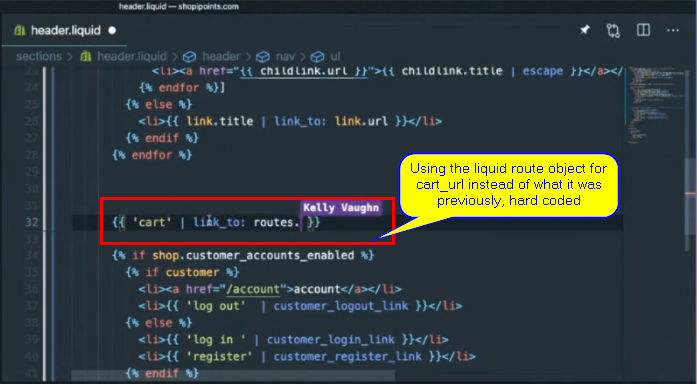 header.liquid — shopipoints.com
header.liquid
sections > header.liquid > header > nav > ul
23 <li><a href="{{ childlink.url }}">{{ childlink.title | escape }}</a></
24 {% endfor %}]
25 {% else %}
26 <li>{{ link.title | link_to: link.url }}</li>
27 {% endif %}
28 {% endfor %}
29
30
31
Kelly Vaughn
32 {{ 'cart' | link_to: routes. }}
33
34 {% if shop.customer_accounts_enabled %}
35 {% if customer %}
36 <li><a href="/account">account</a></li>
37 <li>{{ 'log out' | customer_logout_link }}</li>
38 {% else %}
39 <li>{{ 'log in ' | customer_login_link }}</li>
40 <li>{{ 'register' | customer_register_link }}</li>
41 {% endif %}
Using the liquid route object for
cart_url instead of what it was
previously, hard coded